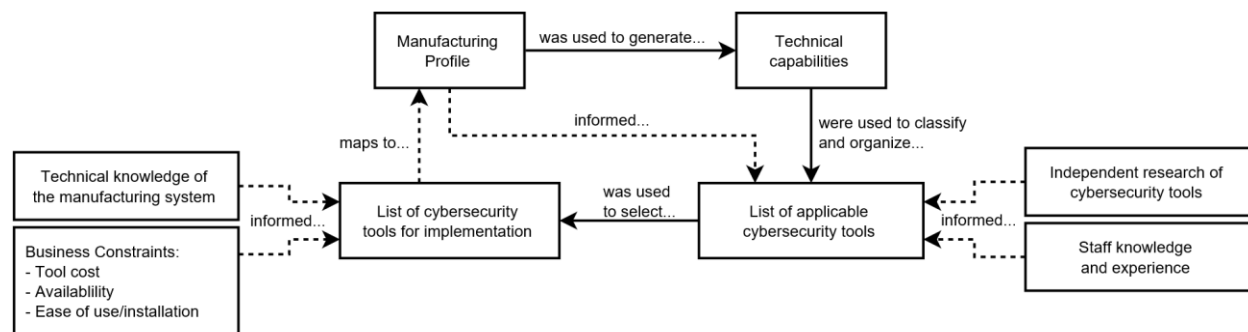 Manufacturing
Profile
was used to generate...
Technical
capabilities
informed...
maps to...
were used to classify
and organize...
Technical knowledge of
the manufacturing system
informed...
Business Constraints:
- Tool cost
- Availablility
- Ease of use/installation
List of cybersecurity
tools for implementation
was used
to select...
List of applicable
cybersecurity tools
Independent research of
cybersecurity tools
informed...
Staff knowledge
and experience